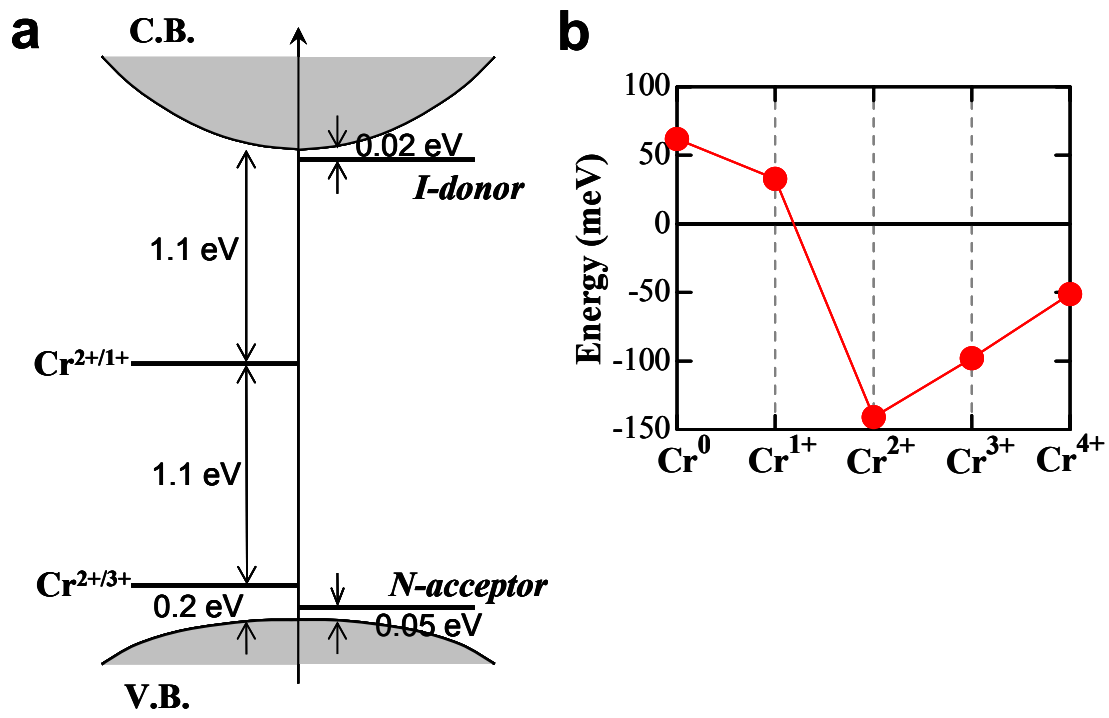 a
C.B.
0.02 eV
I-donor
1.1 eV
Cr2+/1+
1.1 eV
Cr2+/3+
N-acceptor
0.2 eV
0.05 eV
V.B.
b
Energy (meV)
100
50
0
-50
-100
-150
Cr0 Cr1+ Cr2+ Cr3+ Cr4+